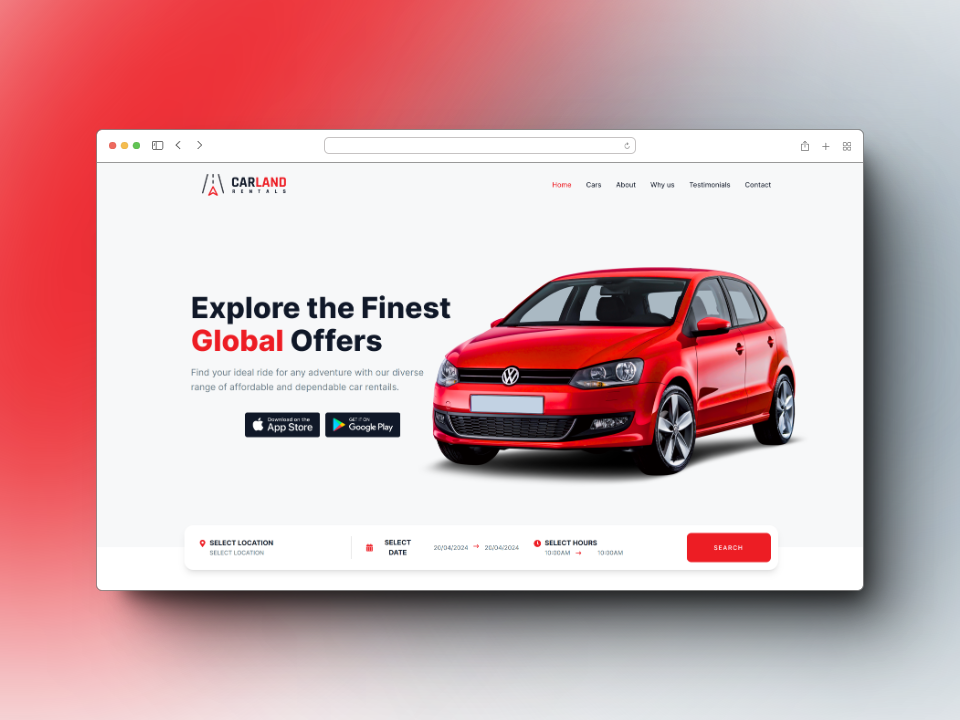 CARLAND
RENTALS
Home Cars About Why us Testimonials Contact
Explore the Finest
Global Offers
Find your ideal ride for any adventure with our diverse
range of affordable and dependable car rentals.
Download on the
App Store
GET IT ON
Google Play
SELECT LOCATION
SELECT LOCATION
SELECT
DATE
20/04/2024 → 20/04/2024
SELECT HOURS
10:00AM → 10:00AM
SEARCH